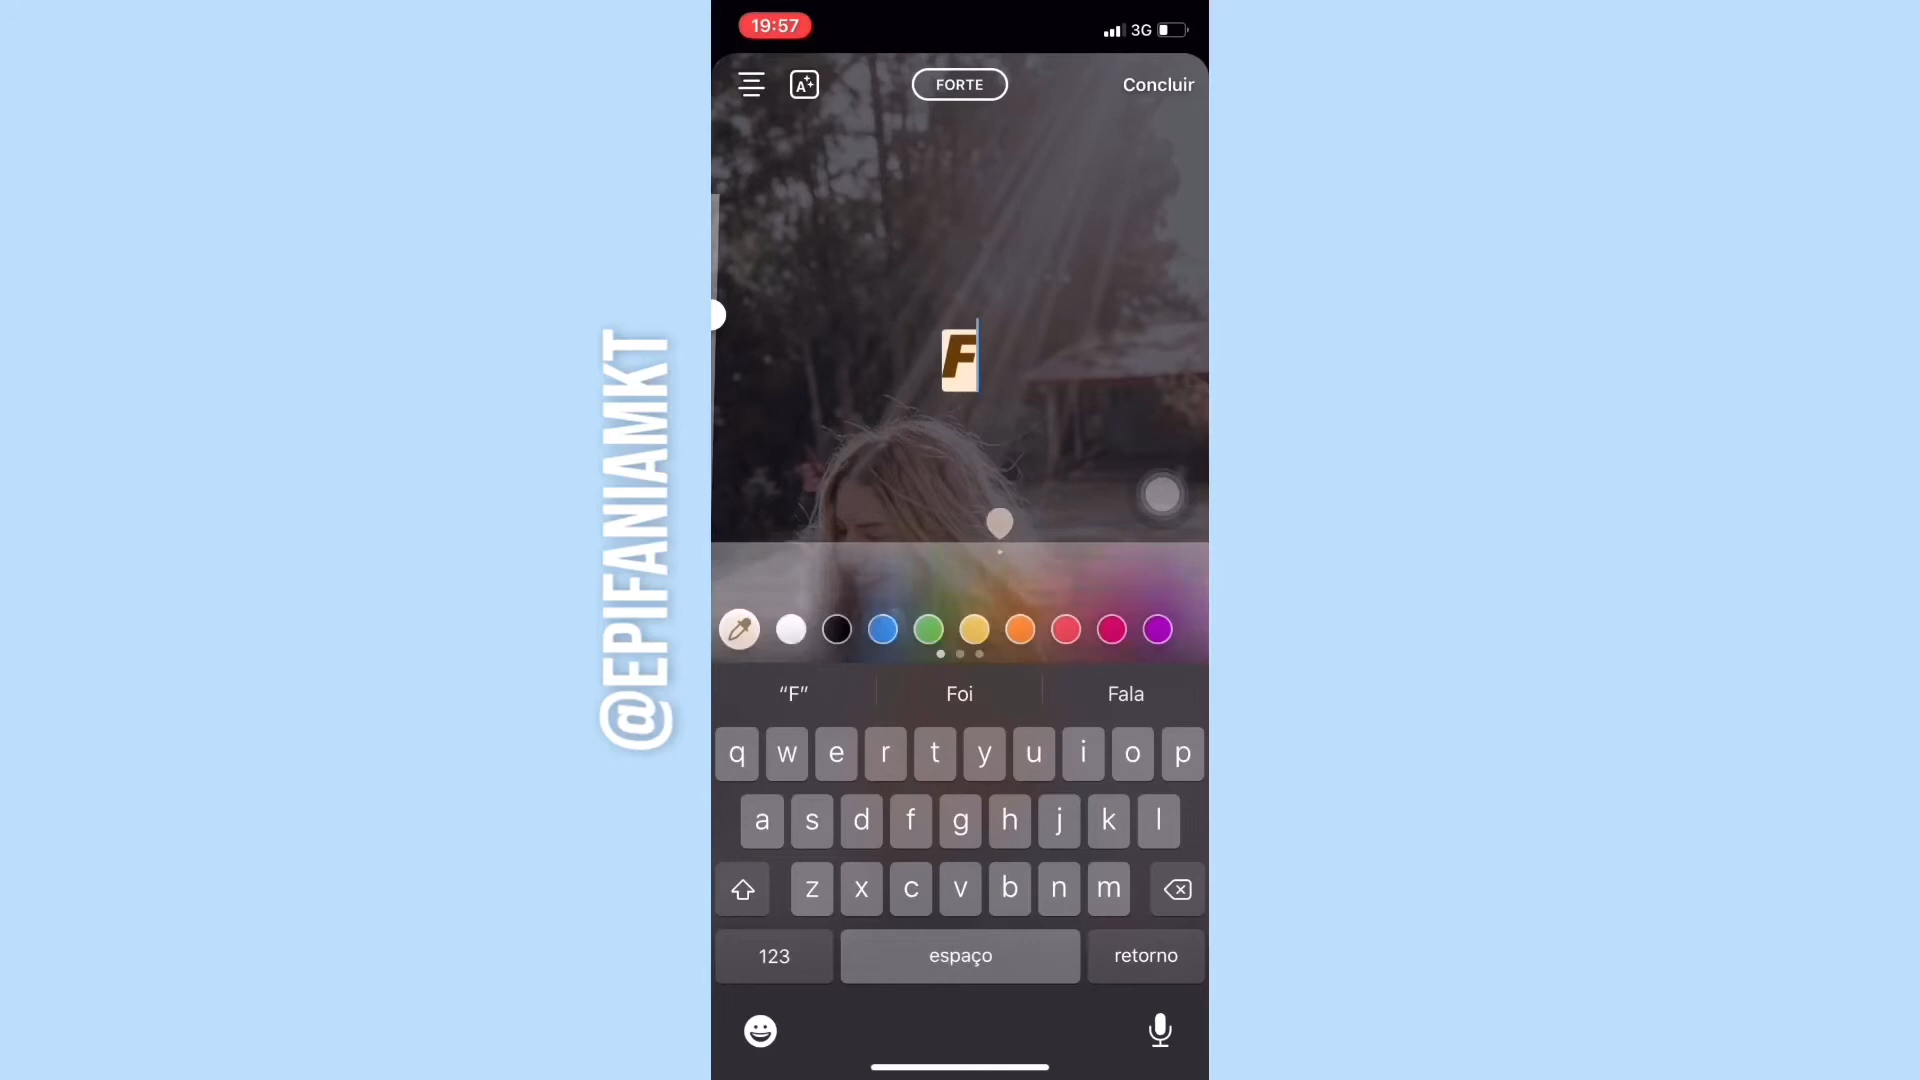 19:57
3G
A
FORTE
Concluir
F
@EPIFANIAMKT
“F”
Foi
Fala
q w e r t y u i o p
a s d f g h j k l
z x c v b n m
123
espaço
retorno